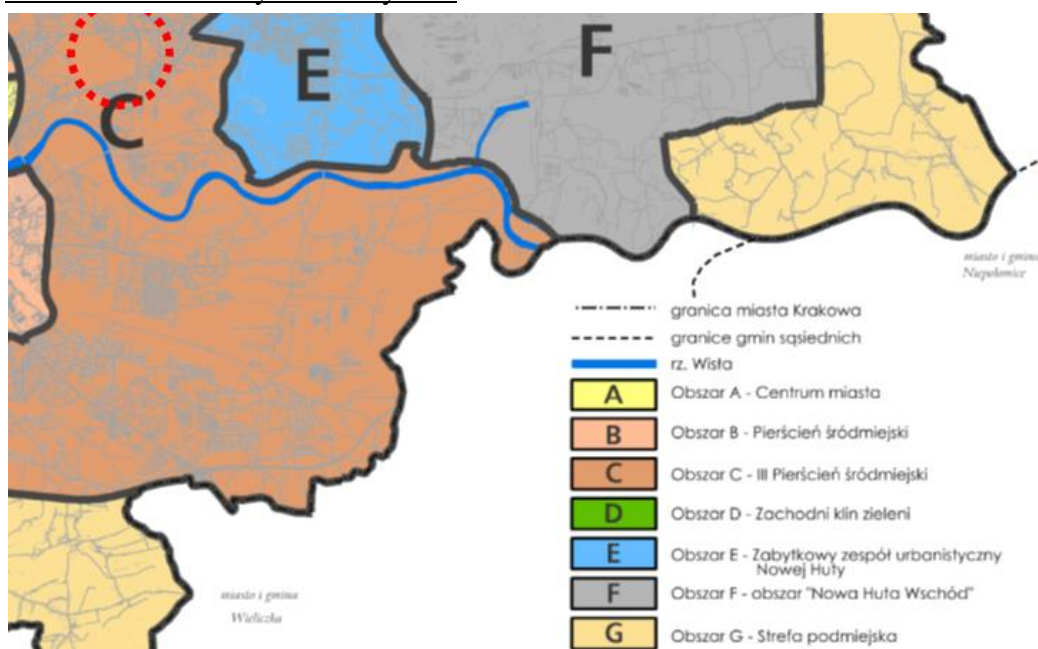 E
F
C
miasto i gmina
Niepołomice
granica miasta Krakowa
granice gmin sąsiednich
rz. Wisła
A Obszar A - Centrum miasta
B Obszar B - Pierścień śródmiejski
C Obszar C - III Pierścień śródmiejski
D Obszar D - Zachodni klin zieleni
E Obszar E - Zabytkowy zespół urbanistyczny
Nowej Huty
F Obszar F - obszar "Nowa Huta Wschód"
G Obszar G - Strefa podmiejska
miasto i gmina
Wieliczka